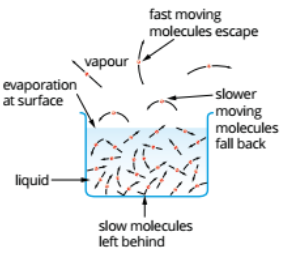 fast moving
molecules escape
vapour
evaporation
at surface
slower
moving
molecules
fall back
liquid
slow molecules
left behind